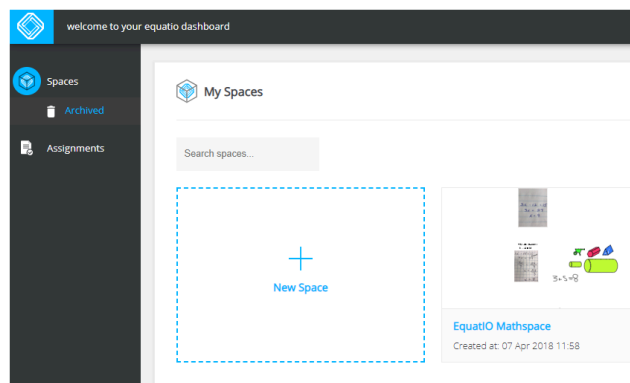 welcome to your equatio dashboard
Spaces
Archived
Assignments
My Spaces
Search spaces...
New Space
3+5=8
EquatIO Mathspace
Created at: 07 Apr 2018 11:58